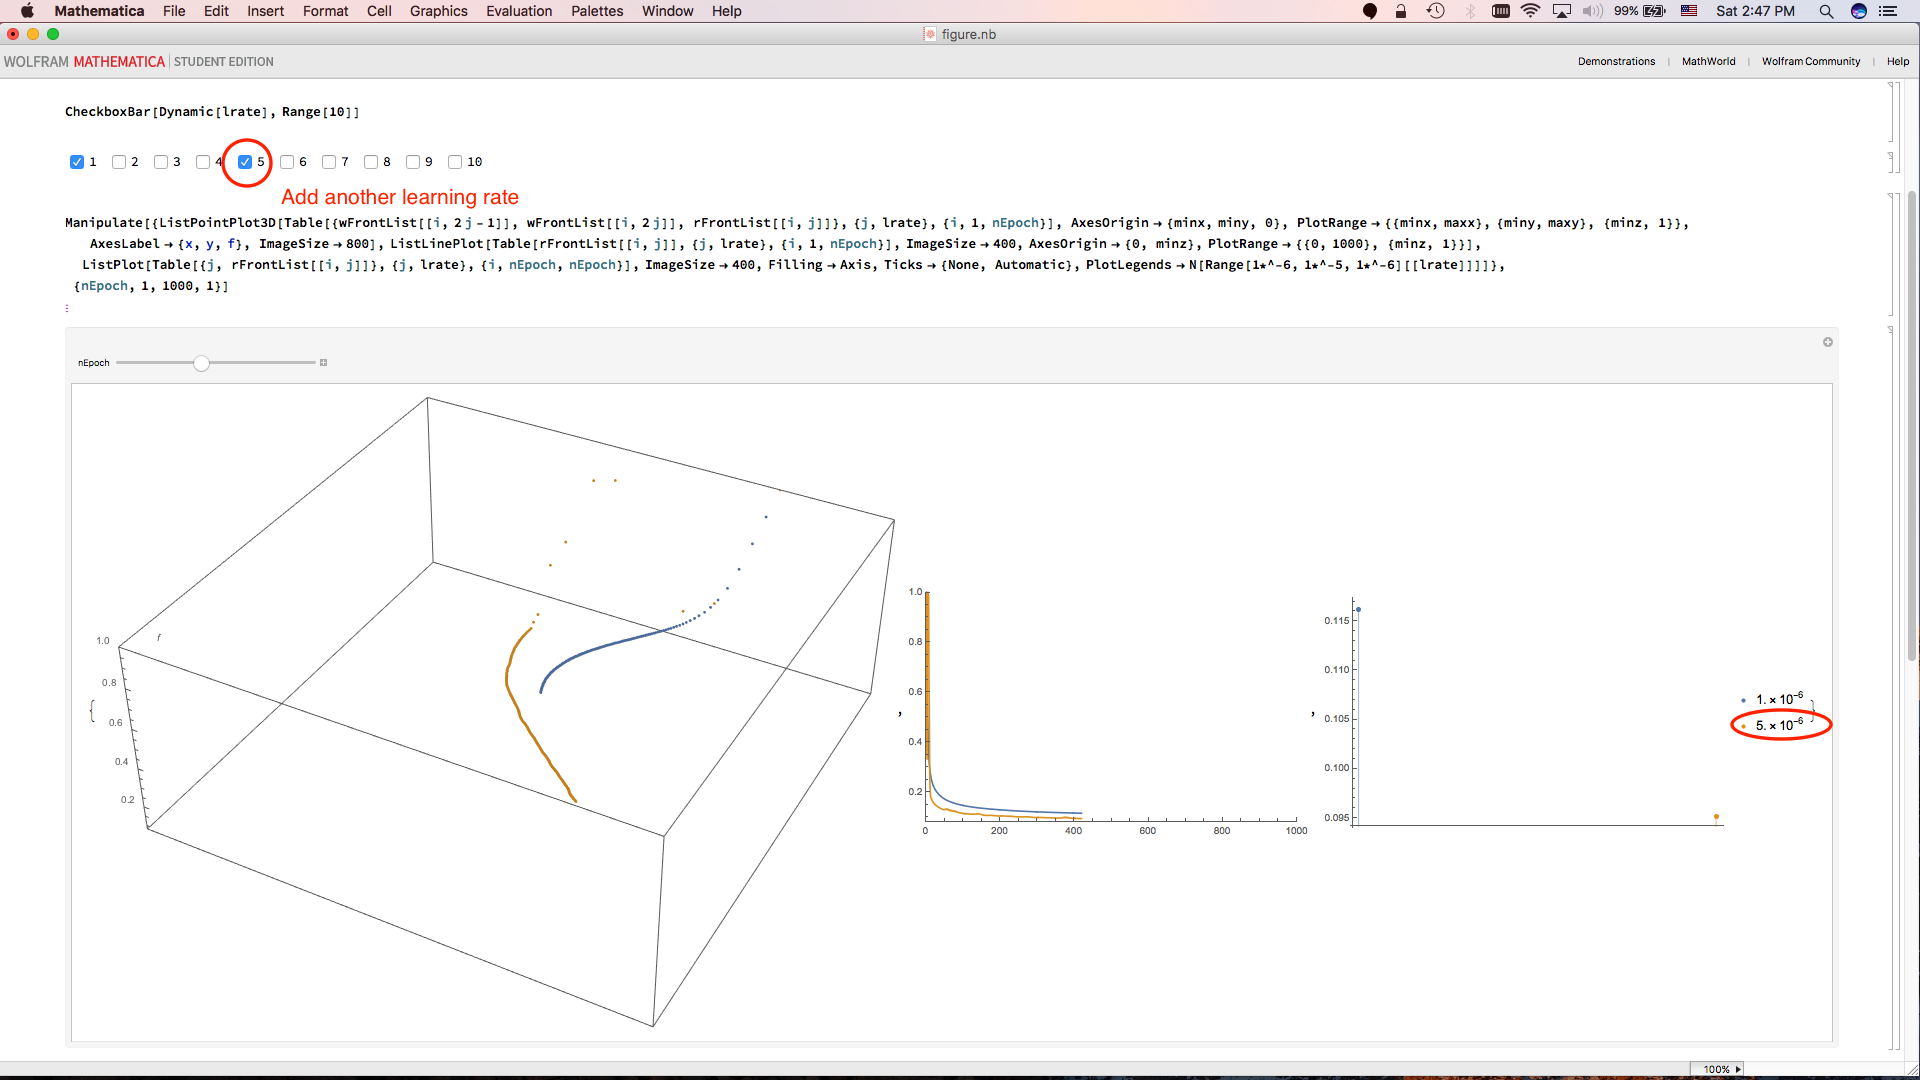 Mathematica File Edit Insert Format Cell Graphics Evaluation Palettes Window Help 99% Sat 2:47 PM
figure.nb
WOLFRAM MATHEMATICA STUDENT EDITION Demonstrations MathWorld Wolfram Community Help
CheckboxBar[Dynamic[lrate], Range[10]]
1 2 3 4 5 6 7 8 9 10
Add another learning rate
Manipulate[{ListPointPlot3D[Table[{wFrontList[[i, 2 j - 1]], wFrontList[[i, 2 j]], rFrontList[[i, j]]}, {j, lrate}, {i, 1, nEpoch}], AxesOrigin → {minx, miny, 0}, PlotRange → {{minx, maxx}, {miny, maxy}, {minz, 1}},
AxesLabel → {x, y, f}, ImageSize → 800], ListLinePlot[Table[rFrontList[[i, j]], {j, lrate}, {i, 1, nEpoch}], ImageSize → 400, AxesOrigin → {0, minz}, PlotRange → {{0, 1000}, {minz, 1}}],
ListPlot[Table[{j, rFrontList[[i, j]]}, {j, lrate}, {i, nEpoch, nEpoch}], ImageSize → 400, Filling → Axis, Ticks → {None, Automatic}, PlotLegends → N[Range[1*^-6, 1*^-5, 1*^-6][[lrate]]]]},
{nEpoch, 1, 1000, 1}]
nEpoch
{
1.0
f
0.8
0.6
0.4
0.2
,
1.0
0.8
0.6
0.4
0.2
0 200 400 600 800 1000
,
0.115
0.110
0.105
0.100
0.095
1. × 10⁻⁶
5. × 10⁻⁶
}
100%